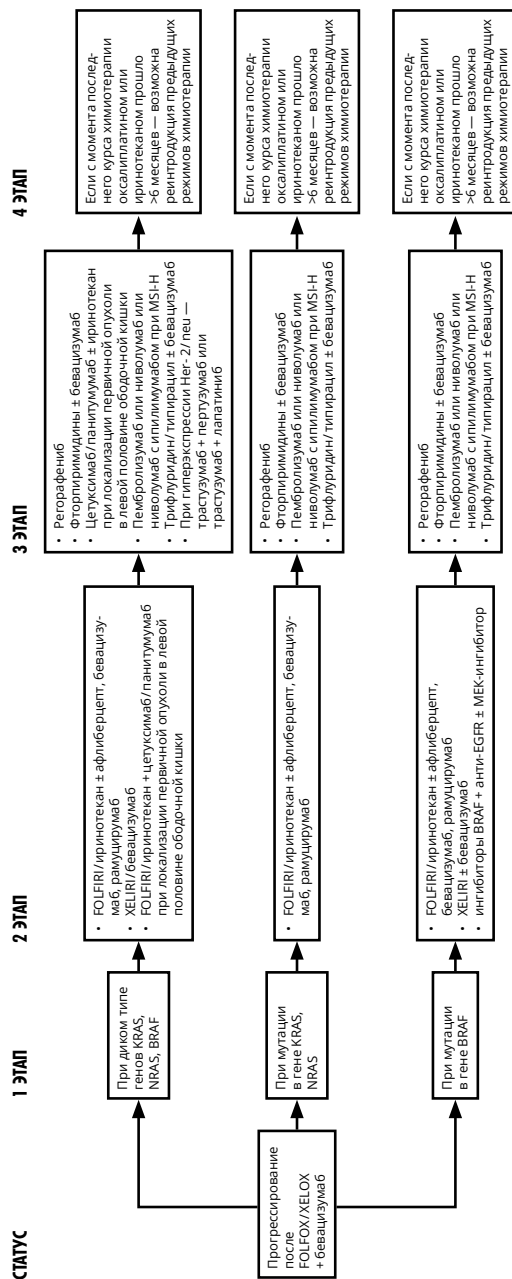 СТАТУС
1 ЭТАП
2 ЭТАП
3 ЭТАП
4 ЭТАП
Прогрессирование
после
FOLFOX/XELOX
+ бевацизумаб
При диком типе
генов KRAS,
NRAS, BRAF
• FOLFIRI/иринотекан ± афлиберцепт, бевацизу-
маб, рамуцирумаб
• XELIRI/бевацизумаб
• FOLFIRI/иринотекан + цетуксимаб/панитумумаб
при локализации первичной опухоли в левой
половине ободочной кишки
• Регорафениб
• Фторпиримидины ± бевацизумаб
• Цетуксимаб/панитумумаб ± иринотекан
при локализации первичной опухоли
в левой половине ободочной кишки
• Пембролизумаб или ниволумаб или
ниволумаб с ипилимумабом при MSI-H
• Трифлуридин/типирацил ± бевацизумаб
• При гиперэкспрессии Her- 2/neu —
трастузумаб + пертузумаб или
трастузумаб + лапатиниб
Если с момента послед-
него курса химиотерапии
оксалиплатином или
иринотеканом прошло
>6 месяцев — возможна
реинтродукция предыдущих
режимов химиотерапии
При мутации
в гене KRAS,
NRAS
• FOLFIRI/иринотекан ± афлиберцепт, бевацизу-
маб, рамуцирумаб
• Регорафениб
• Фторпиримидины ± бевацизумаб
• Пембролизумаб или ниволумаб или
ниволумаб с ипилимумабом при MSI-H
• Трифлуридин/типирацил ± бевацизумаб
Если с момента послед-
него курса химиотерапии
оксалиплатином или
иринотеканом прошло
>6 месяцев — возможна
реинтродукция предыдущих
режимов химиотерапии
При мутации
в гене BRAF
• FOLFIRI/иринотекан ± афлиберцепт,
бевацизумаб, рамуцирумаб
• XELIRI ± бевацизумаб
• ингибиторы BRAF + анти-EGFR ± MEK-ингибитор
• Регорафениб
• Фторпиримидины ± бевацизумаб
• Пембролизумаб или ниволумаб или
ниволумаб с ипилимумабом при MSI-H
• Трифлуридин/типирацил ± бевацизумаб
Если с момента послед-
него курса химиотерапии
оксалиплатином или
иринотеканом прошло
>6 месяцев — возможна
реинтродукция предыдущих
режимов химиотерапии